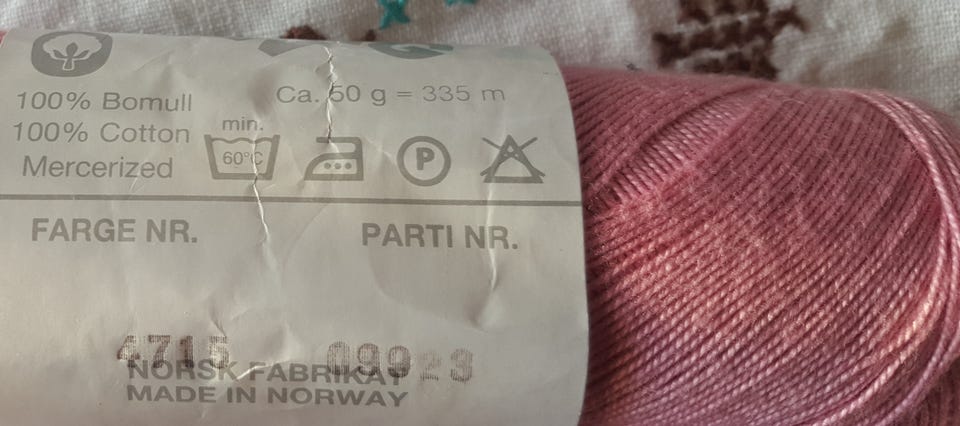 100% Bomull
100% Cotton
Mercerized
Ca. 50 g = 335 m
min.
60°C
P
FARGE NR. PARTI NR.
4715 09923
NORSK FABRIKAT
MADE IN NORWAY